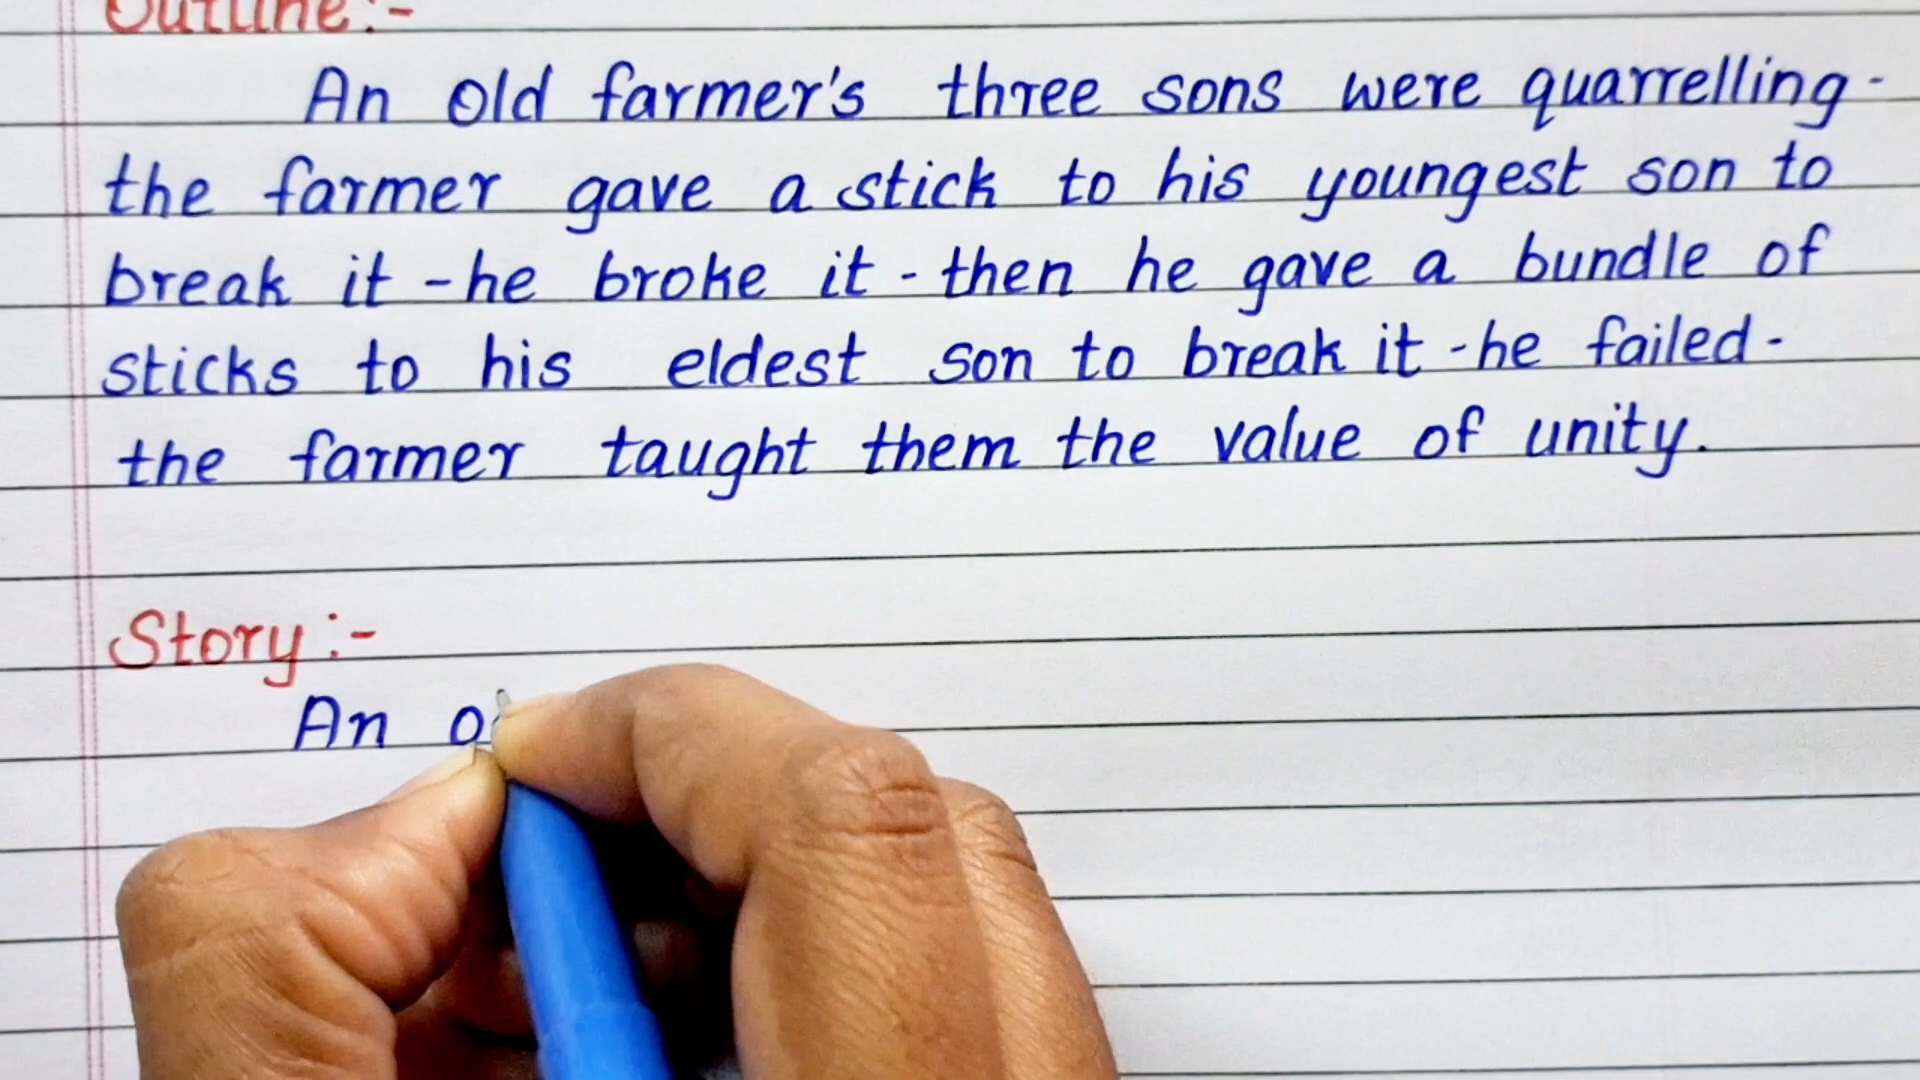 Outline:-
An old farmer's three sons were quarrelling-
the farmer gave a stick to his youngest son to
break it -he broke it - then he gave a bundle of
sticks to his eldest son to break it -he failed-
the farmer taught them the value of unity.
Story:-
An o